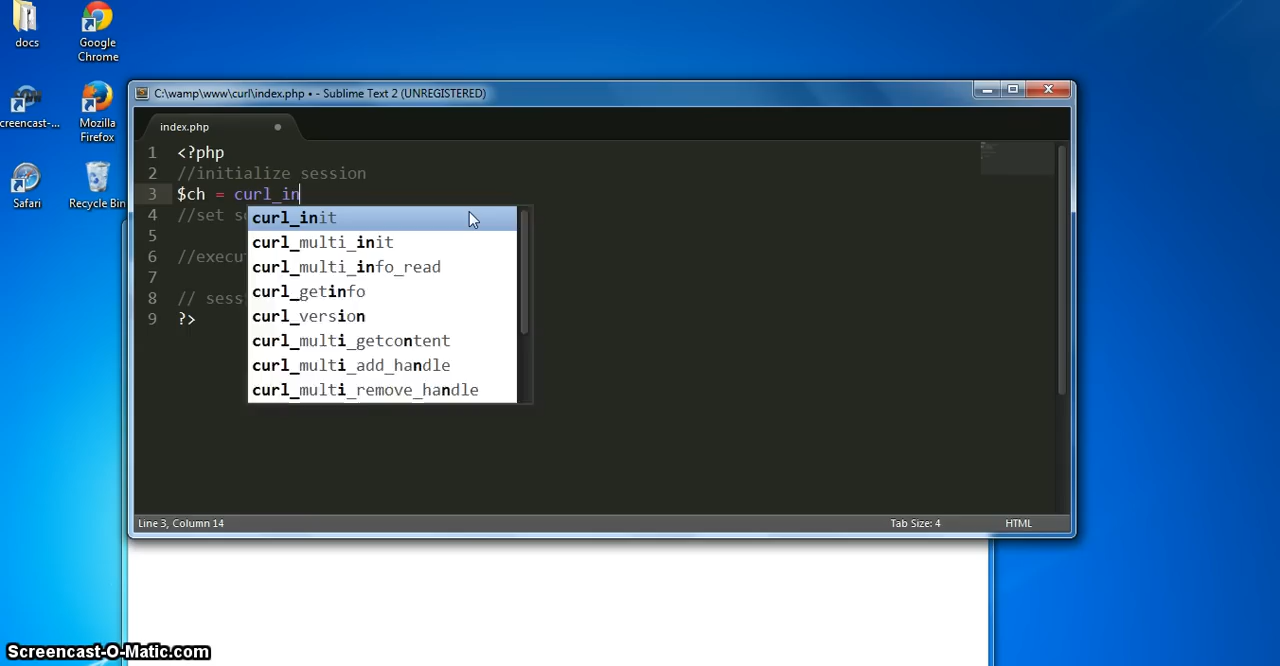 docs
Google
Chrome
creencast-...
Mozilla
Firefox
Safari
Recycle Bin
C:\wamp\www\curl\index.php • - Sublime Text 2 (UNREGISTERED)
index.php
1 <?php
2 //initialize session
3 $ch = curl_in
4 //set s
5
6 //execu
7
8 // sess
9 ?>
curl_init
curl_multi_init
curl_multi_info_read
curl_getinfo
curl_version
curl_multi_getcontent
curl_multi_add_handle
curl_multi_remove_handle
Line 3, Column 14
Tab Size: 4
HTML
Screencast-O-Matic.com